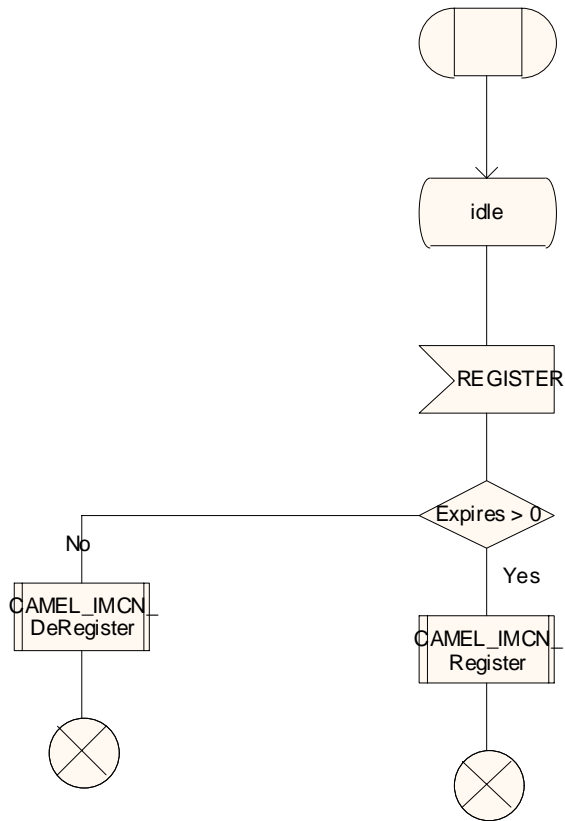 idle
REGISTER
Expires > 0
No
Yes
CAMEL_IMCN_
DeRegister
CAMEL_IMCN_
Register